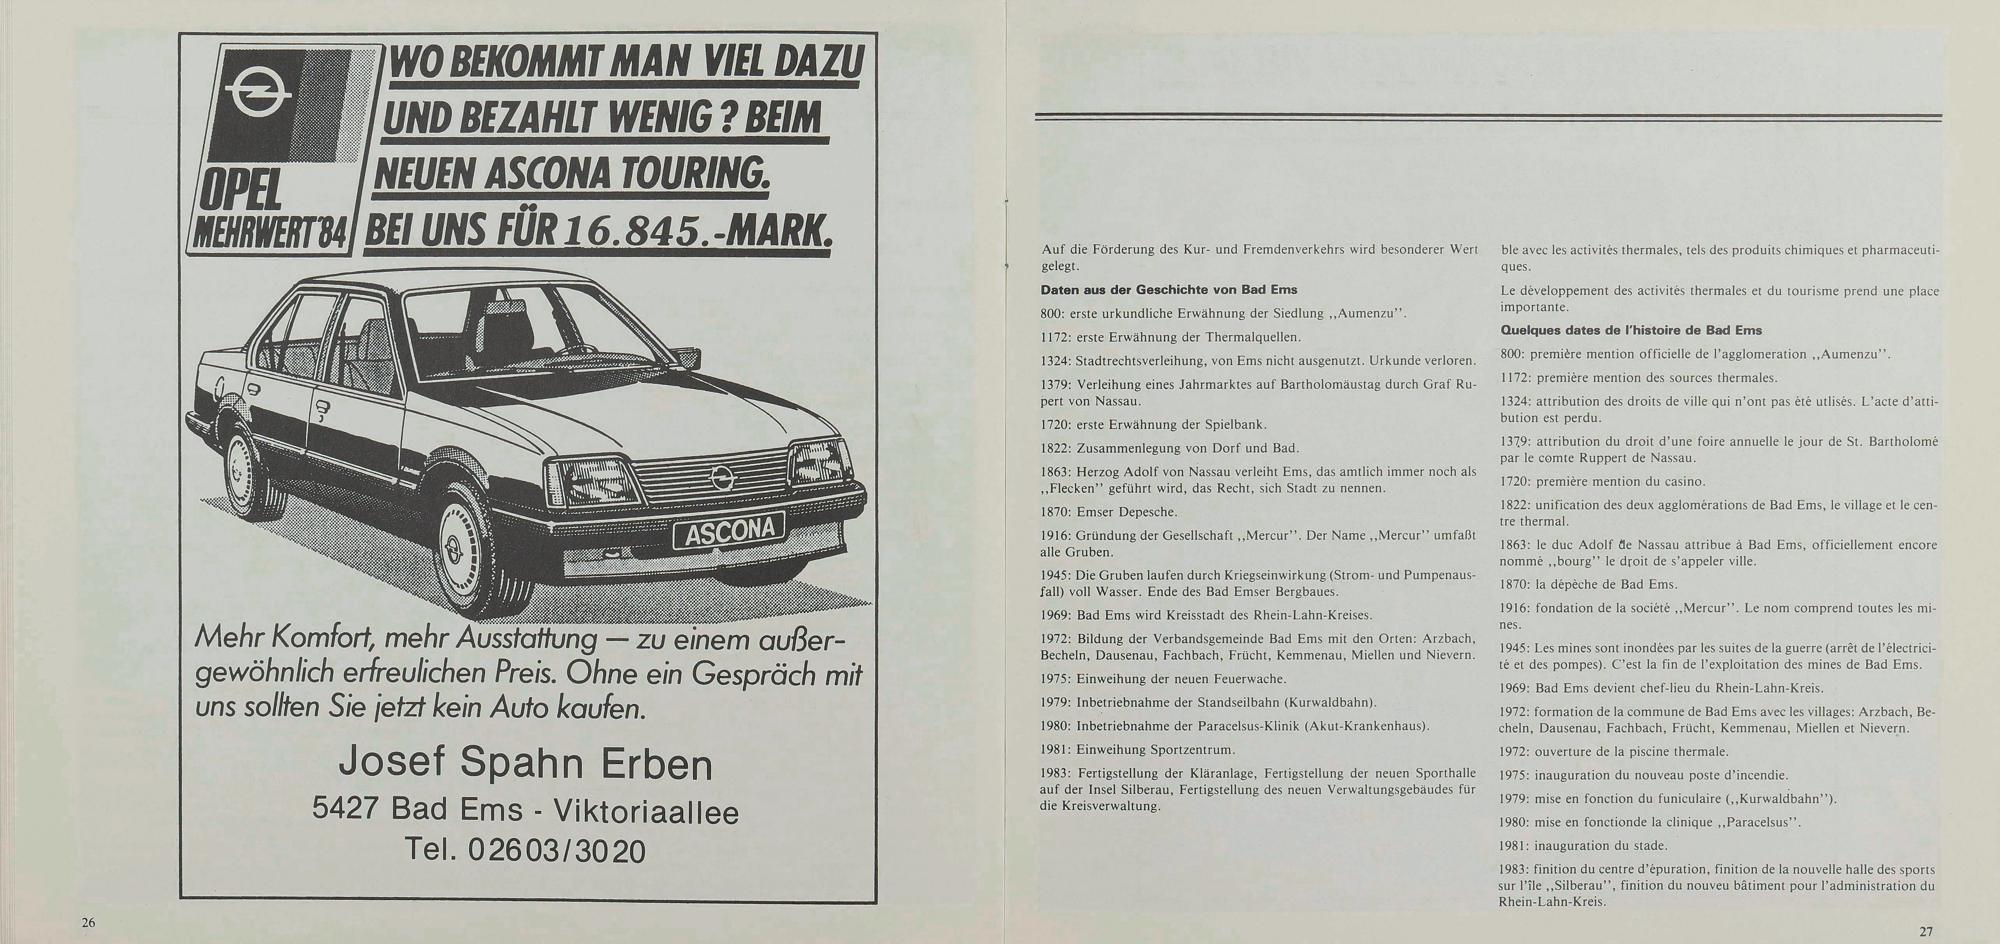 WO BEKOMMT MAN VIEL DAZU
UND BEZAHLT WENIG? BEIM
NEUEN ASCONA TOURING.
BEI UNS FÜR 16.845.-MARK.
OPEL
MEHRWERT'84
ASCONA
Mehr Komfort, mehr Ausstattung — zu einem außer-
gewöhnlich erfreulichen Preis. Ohne ein Gespräch mit
uns sollten Sie jetzt kein Auto kaufen.
Josef Spahn Erben
5427 Bad Ems - Viktoriaallee
Tel. 02603/3020
26
Auf die Förderung des Kur- und Fremdenverkehrs wird besonderer Wert
gelegt.
Daten aus der Geschichte von Bad Ems
800: erste urkundliche Erwähnung der Siedlung ,,Aumenzu''.
1172: erste Erwähnung der Thermalquellen.
1324: Stadtrechtsverleihung, von Ems nicht ausgenutzt. Urkunde verloren.
1379: Verleihung eines Jahrmarktes auf Bartholomäustag durch Graf Ru-
pert von Nassau.
1720: erste Erwähnung der Spielbank.
1822: Zusammenlegung von Dorf und Bad.
1863: Herzog Adolf von Nassau verleiht Ems, das amtlich immer noch als
,,Flecken'' geführt wird, das Recht, sich Stadt zu nennen.
1870: Emser Depesche.
1916: Gründung der Gesellschaft ,,Mercur''. Der Name ,,Mercur'' umfaßt
alle Gruben.
1945: Die Gruben laufen durch Kriegseinwirkung (Strom- und Pumpenaus-
fall) voll Wasser. Ende des Bad Emser Bergbaues.
1969: Bad Ems wird Kreisstadt des Rhein-Lahn-Kreises.
1972: Bildung der Verbandsgemeinde Bad Ems mit den Orten: Arzbach,
Becheln, Dausenau, Fachbach, Frücht, Kemmenau, Miellen und Nievern.
1975: Einweihung der neuen Feuerwache.
1979: Inbetriebnahme der Standseilbahn (Kurwaldbahn).
1980: Inbetriebnahme der Paracelsus-Klinik (Akut-Krankenhaus).
1981: Einweihung Sportzentrum.
1983: Fertigstellung der Kläranlage, Fertigstellung der neuen Sporthalle
auf der Insel Silberau, Fertigstellung des neuen Verwaltungsgebäudes für
die Kreisverwaltung.
ble avec les activités thermales, tels des produits chimiques et pharmaceuti-
ques.
Le développement des activités thermales et du tourisme prend une place
importante.
Quelques dates de l'histoire de Bad Ems
800: première mention officielle de l'agglomeration ,,Aumenzu''.
1172: première mention des sources thermales.
1324: attribution des droits de ville qui n'ont pas été utlisés. L'acte d'atti-
bution est perdu.
1379: attribution du droit d'une foire annuelle le jour de St. Bartholomé
par le comte Ruppert de Nassau.
1720: première mention du casino.
1822: unification des deux agglomérations de Bad Ems, le village et le cen-
tre thermal.
1863: le duc Adolf de Nassau attribue à Bad Ems, officiellement encore
nommé ,,bourg'' le droit de s'appeler ville.
1870: la dépèche de Bad Ems.
1916: fondation de la société ,,Mercur''. Le nom comprend toutes les mi-
nes.
1945: Les mines sont inondées par les suites de la guerre (arrêt de l'électrici-
té et des pompes). C'est la fin de l'exploitation des mines de Bad Ems.
1969: Bad Ems devient chef-lieu du Rhein-Lahn-Kreis.
1972: formation de la commune de Bad Ems avec les villages: Arzbach, Be-
cheln, Dausenau, Fachbach, Frücht, Kemmenau, Miellen et Nievern.
1972: ouverture de la piscine thermale.
1975: inauguration du nouveau poste d'incendie.
1979: mise en fonction du funiculaire (,,Kurwaldbahn'').
1980: mise en fonctionde la clinique ,,Paracelsus''.
1981: inauguration du stade.
1983: finition du centre d'épuration, finition de la nouvelle halle des sports
sur l'île ,,Silberau'', finition du nouveu bâtiment pour l'administration du
Rhein-Lahn-Kreis.
27